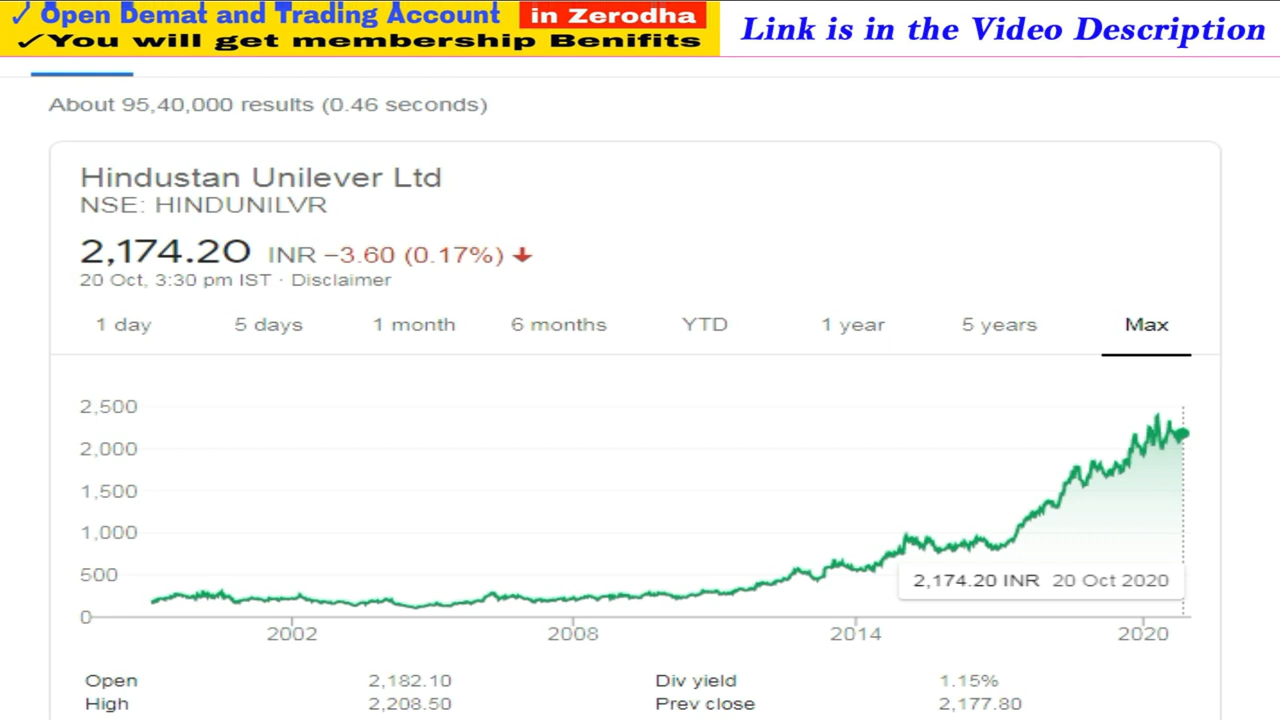 ✓ Open Demat and Trading Account in Zerodha
✓You will get membership Benifits
Link is in the Video Description
About 95,40,000 results (0.46 seconds)
Hindustan Unilever Ltd
NSE: HINDUNILVR
2,174.20 INR −3.60 (0.17%)
20 Oct, 3:30 pm IST · Disclaimer
1 day 5 days 1 month 6 months YTD 1 year 5 years Max
2,500
2,000
1,500
1,000
500
0
2,174.20 INR 20 Oct 2020
2002 2008 2014 2020
Open 2,182.10 Div yield 1.15%
High 2,208.50 Prev close 2,177.80